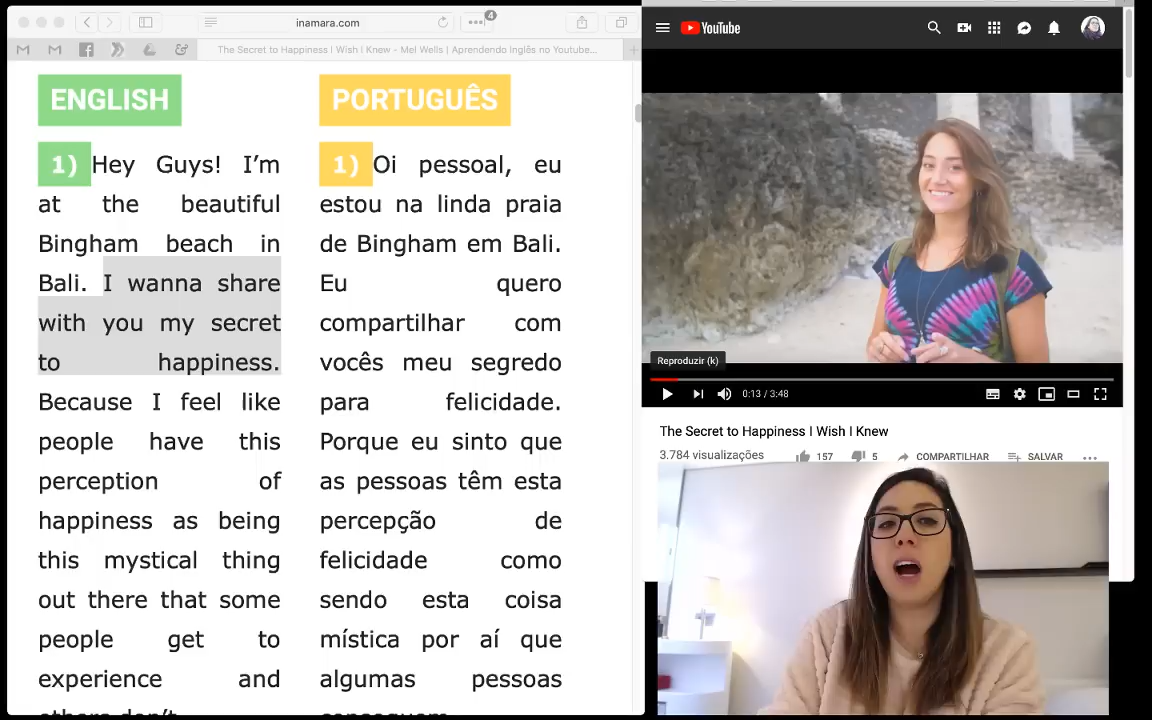 inamara.com
4
The Secret to Happiness I Wish I Knew - Mel Wells | Aprendendo Inglês no Youtube...
ENGLISH
1) Hey Guys! I'm
at the beautiful
Bingham beach in
Bali. I wanna share
with you my secret
to happiness.
Because I feel like
people have this
perception of
happiness as being
this mystical thing
out there that some
people get to
experience and
others don't
PORTUGUÊS
1) Oi pessoal, eu
estou na linda praia
de Bingham em Bali.
Eu quero
compartilhar com
vocês meu segredo
para felicidade.
Porque eu sinto que
as pessoas têm esta
percepção de
felicidade como
sendo esta coisa
mística por aí que
algumas pessoas
conseguem
YouTube
Reproduzir (k)
0:13 / 3:48
The Secret to Happiness I Wish I Knew
3.784 visualizações
157
5
COMPARTILHAR
SALVAR